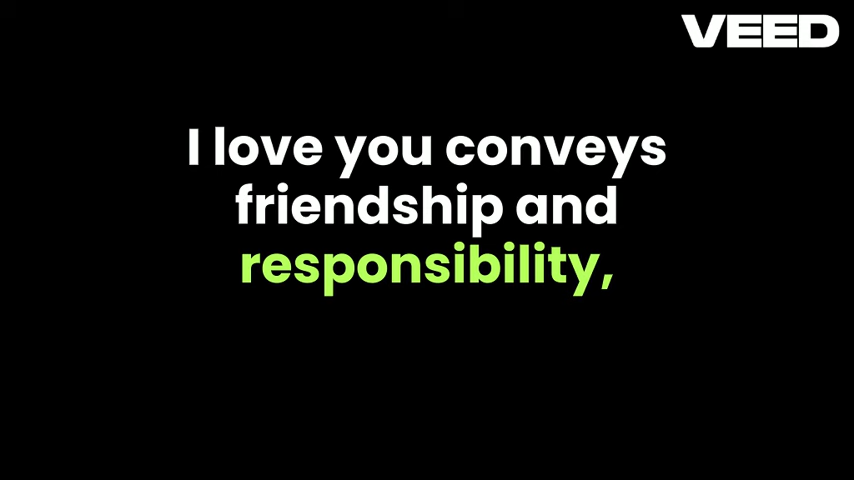 VEED
I love you conveys
friendship and
responsibility,